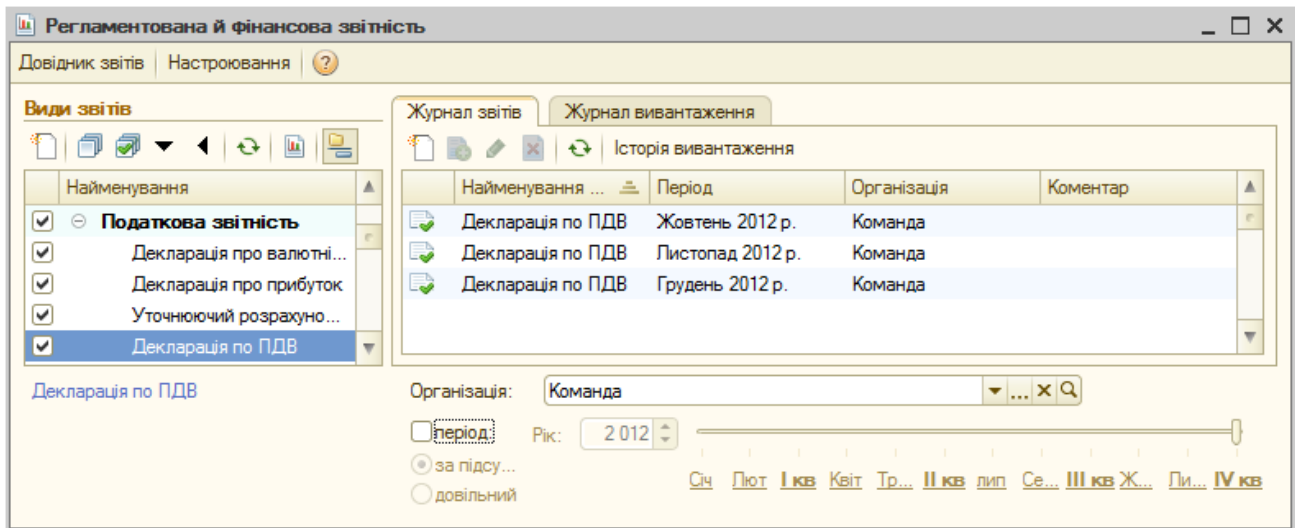 Регламентована й фінансова звітність
Довідник звітів Настроювання ?
Види звітів
Журнал звітів Журнал вивантаження
Історія вивантаження
Найменування
Найменування ... Період Організація Коментар
Податкова звітність
Декларація про валютні...
Декларація про прибуток
Уточнюючий розрахуно...
Декларація по ПДВ
Декларація по ПДВ Жовтень 2012 р. Команда
Декларація по ПДВ Листопад 2012 р. Команда
Декларація по ПДВ Грудень 2012 р. Команда
Декларація по ПДВ
Організація: Команда
період: Рік: 2 012
за підсу...
довільний
Січ Лют І кв Квіт Тр... ІІ кв лип Се... ІІІ кв Ж... Ли... ІV кв